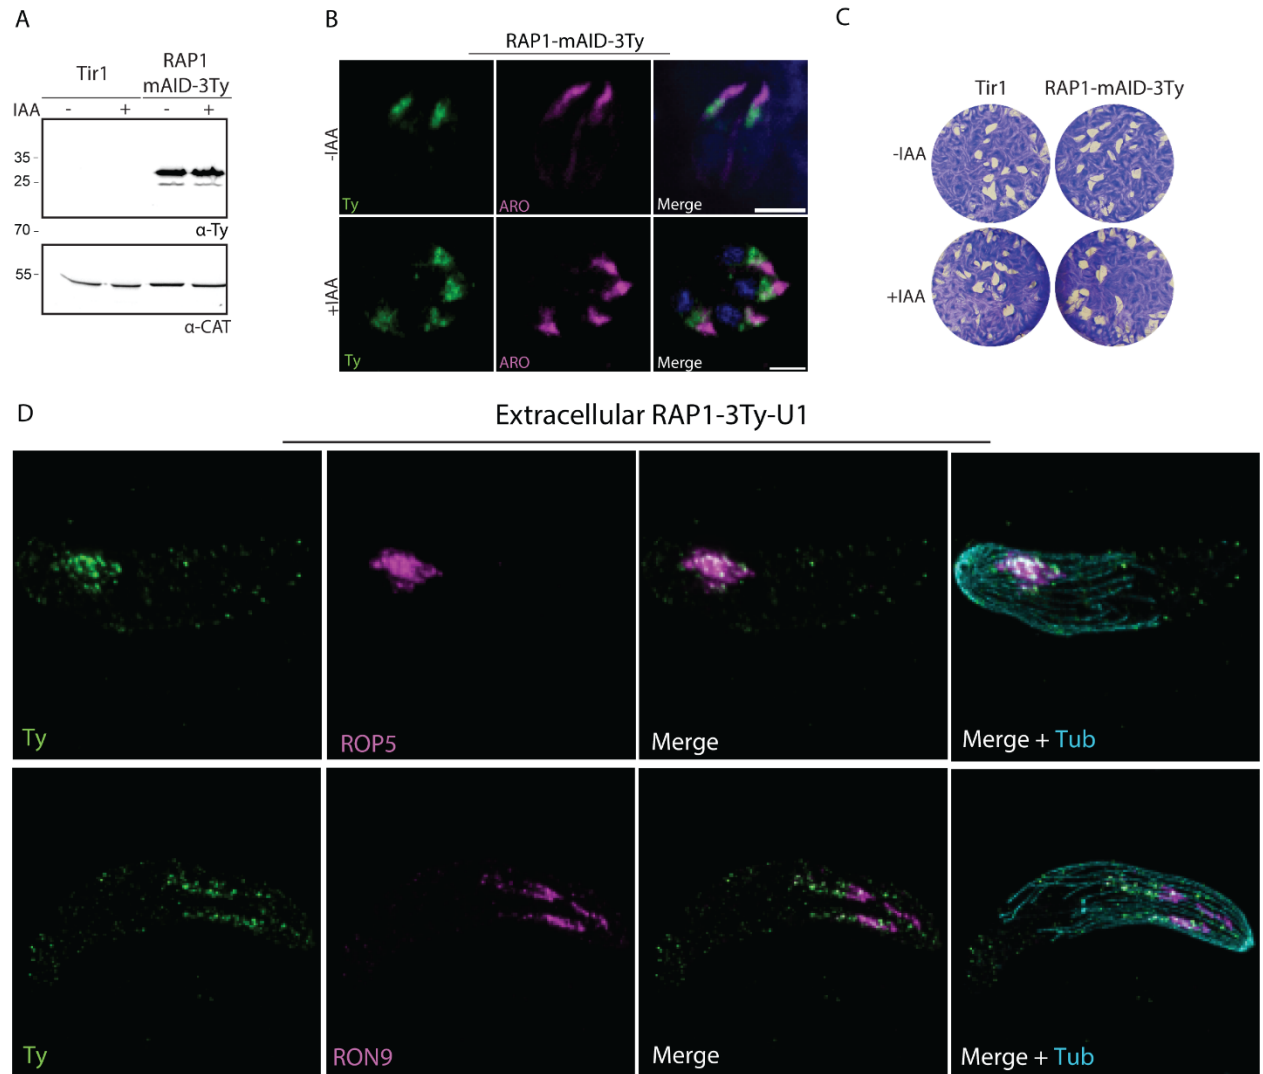 A
Tir1
RAP1
mAID-3Ty
IAA - + - +
35 -
25 -
α-Ty
70 -
55 -
α-CAT
B
RAP1-mAID-3Ty
-IAA
Ty
ARO
Merge
+IAA
Ty
ARO
Merge
C
Tir1 RAP1-mAID-3Ty
-IAA
+IAA
D
Extracellular RAP1-3Ty-U1
Ty
ROP5
Merge
Merge + Tub
Ty
RON9
Merge
Merge + Tub